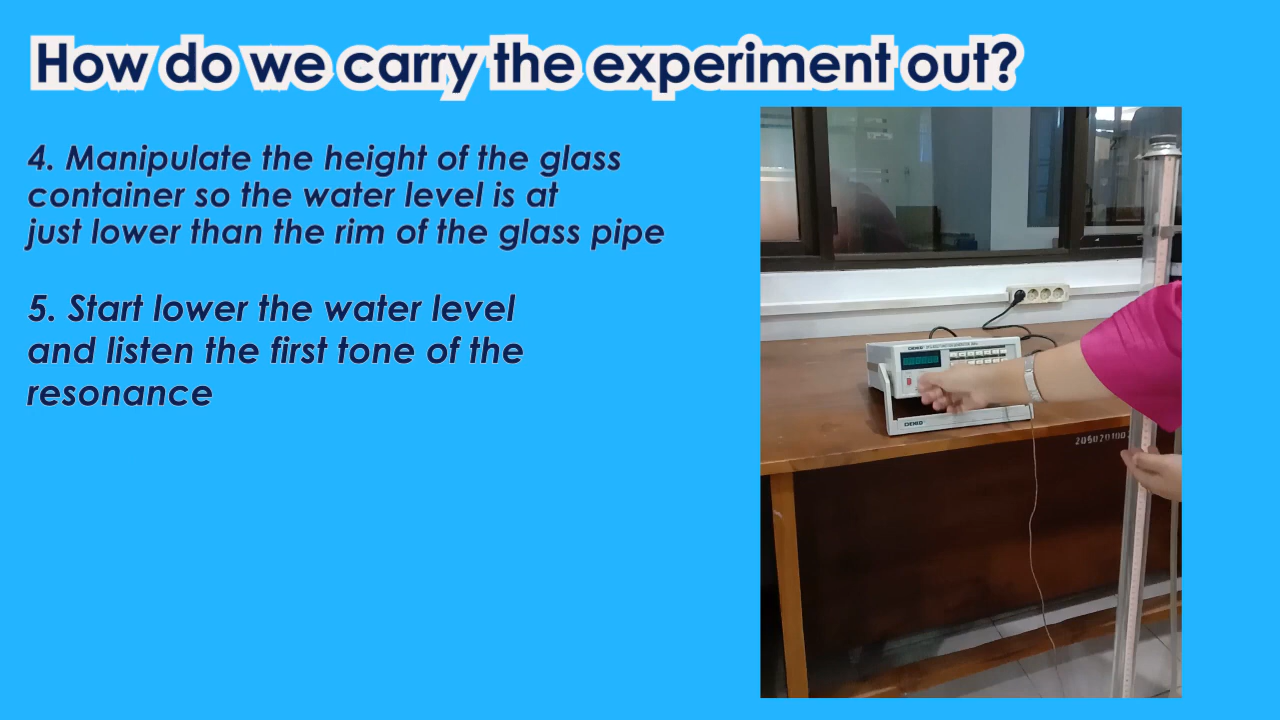 How do we carry the experiment out?
4. Manipulate the height of the glass
container so the water level is at
just lower than the rim of the glass pipe
5. Start lower the water level
and listen the first tone of the
resonance